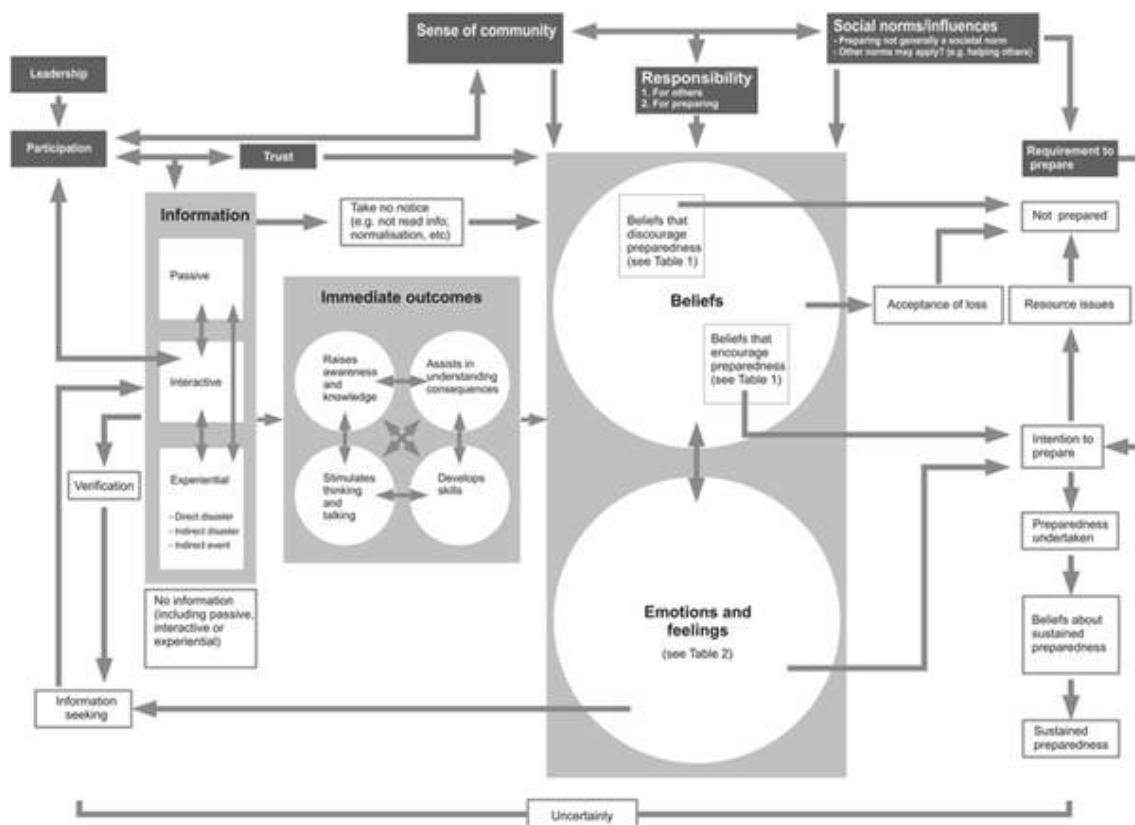 Sense of community
Social norms/influences
- Preparing not generally a societal norm
- Other norms may apply? (e.g. helping others)
Leadership
Responsibility
1. For others
2. For preparing
Participation
Trust
Requirement to
prepare
Information
Take no notice
(e.g. not read info;
normalisation, etc)
Beliefs that
discourage
preparedness
(see Table 1)
Not prepared
Passive
Immediate outcomes
Beliefs
Acceptance of loss
Resource issues
Raises
awareness and
knowledge
Assists in
understanding
consequences
Beliefs that
encourage
preparedness
(see Table 1)
Interactive
Intention to
prepare
Verification
Experiential
- Direct disaster
- Indirect disaster
- Indirect event
Stimulates
thinking
and
talking
Develops
skills
Preparedness
undertaken
No information
(including passive,
interactive or
experiential)
Emotions and
feelings
(see Table 2)
Beliefs about
sustained
preparedness
Information
seeking
Sustained
preparedness
Uncertainty